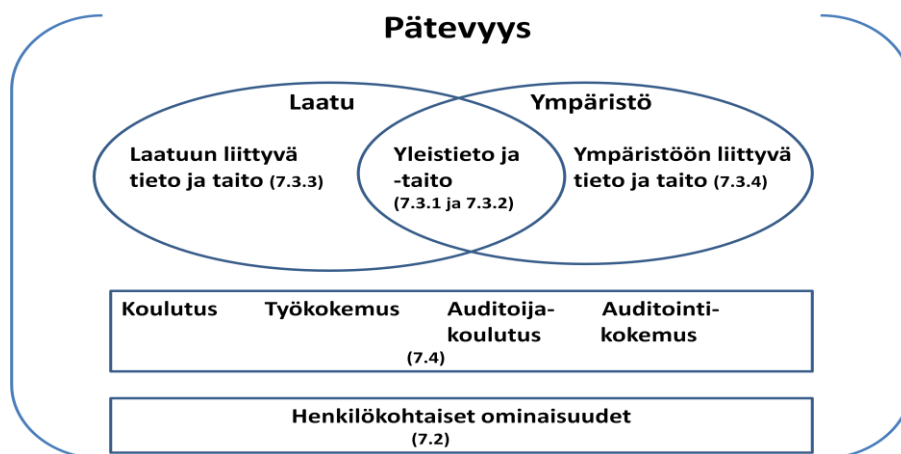 Pätevyys
Laatu
Ympäristö
Laatuun liittyvä
tieto ja taito (7.3.3)
Yleistieto ja
-taito
(7.3.1 ja 7.3.2)
Ympäristöön liittyvä
tieto ja taito (7.3.4)
Koulutus
Työkokemus
Auditoija-
koulutus
Auditointi-
kokemus
(7.4)
Henkilökohtaiset ominaisuudet
(7.2)